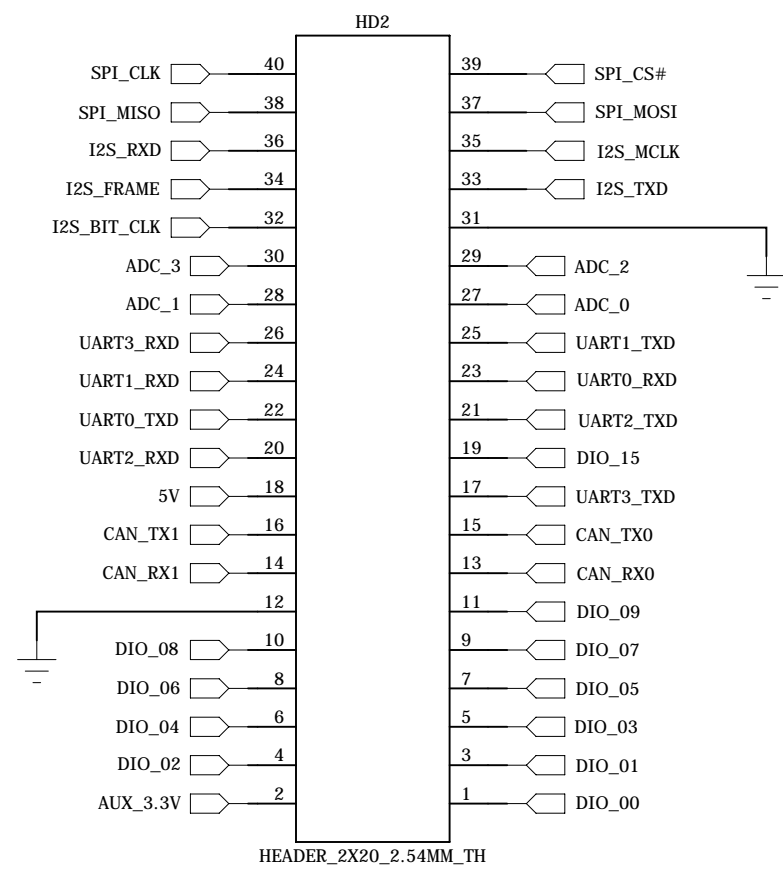 HD2
SPI_CLK 40 39 SPI_CS#
SPI_MISO 38 37 SPI_MOSI
I2S_RXD 36 35 I2S_MCLK
I2S_FRAME 34 33 I2S_TXD
I2S_BIT_CLK 32 31
ADC_3 30 29 ADC_2
ADC_1 28 27 ADC_0
UART3_RXD 26 25 UART1_TXD
UART1_RXD 24 23 UART0_RXD
UART0_TXD 22 21 UART2_TXD
UART2_RXD 20 19 DIO_15
5V 18 17 UART3_TXD
CAN_TX1 16 15 CAN_TX0
CAN_RX1 14 13 CAN_RX0
12 11 DIO_09
DIO_08 10 9 DIO_07
DIO_06 8 7 DIO_05
DIO_04 6 5 DIO_03
DIO_02 4 3 DIO_01
AUX_3.3V 2 1 DIO_00
HEADER_2X20_2.54MM_TH